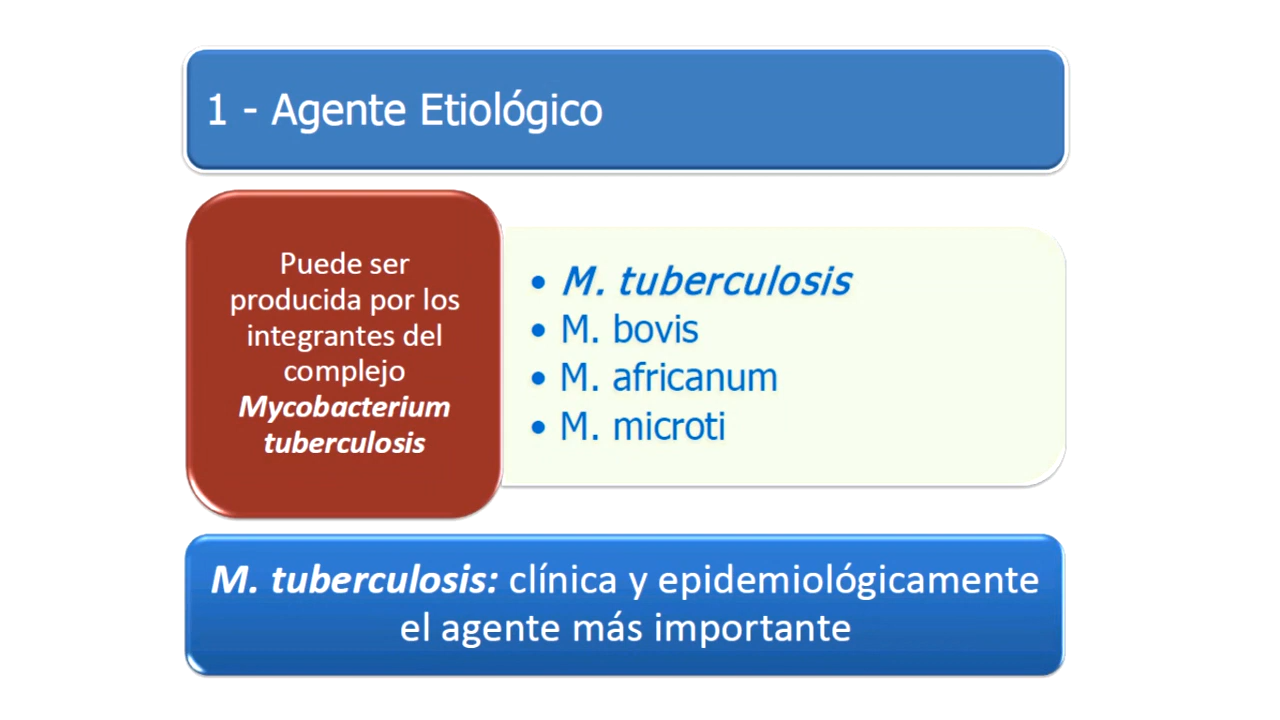 1 - Agente Etiológico
Puede ser
producida por los
integrantes del
complejo
Mycobacterium
tuberculosis
• M. tuberculosis
• M. bovis
• M. africanum
• M. microti
M. tuberculosis: clínica y epidemiológicamente
el agente más importante